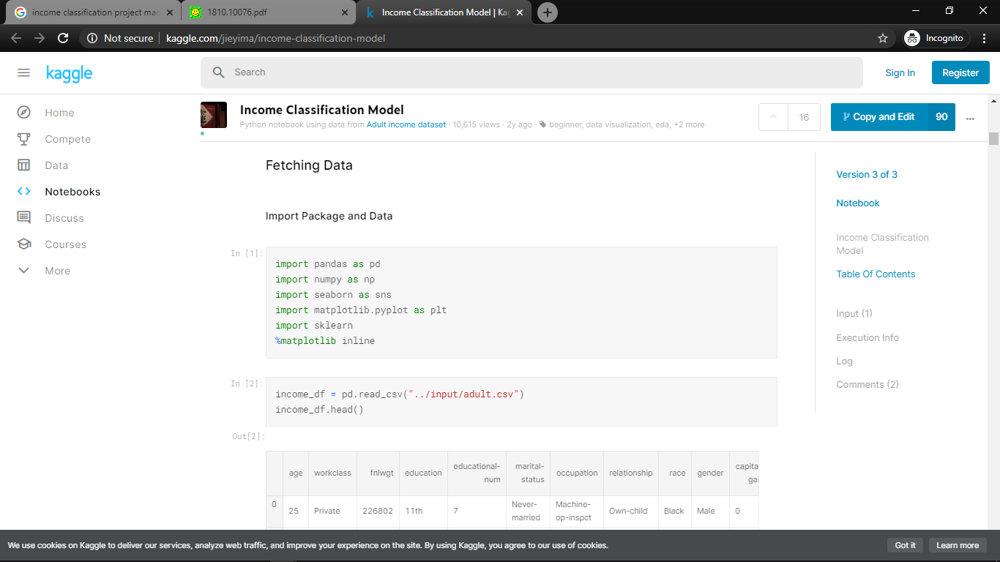 income classification project mac
1810.10076.pdf
Income Classification Model | Kag
Not secure
kaggle.com/jieyima/income-classification-model
Incognito
kaggle
Search
Sign In
Register
Home
Compete
Data
Notebooks
Discuss
Courses
More
Income Classification Model
Python notebook using data from Adult income dataset · 10,615 views · 2y ago · beginner, data visualization, eda, +2 more
16
Copy and Edit
90
Fetching Data
Import Package and Data
In [1]:
import pandas as pd
import numpy as np
import seaborn as sns
import matplotlib.pyplot as plt
import sklearn
%matplotlib inline
In [2]:
income_df = pd.read_csv("../input/adult.csv")
income_df.head()
Out[2]:
age workclass fnlwgt education educational-num marital-status occupation relationship race gender capita gai
0 25 Private 226802 11th 7 Never-married Machine-op-inspct Own-child Black Male 0
Version 3 of 3
Notebook
Income Classification
Model
Table Of Contents
Input (1)
Execution Info
Log
Comments (2)
We use cookies on Kaggle to deliver our services, analyze web traffic, and improve your experience on the site. By using Kaggle, you agree to our use of cookies.
Got it
Learn more